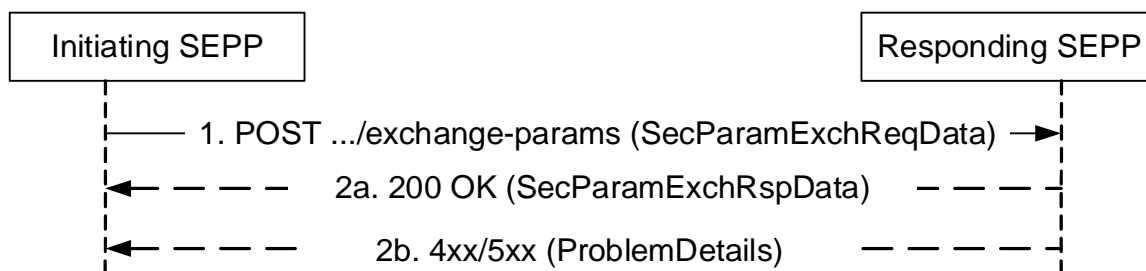 Initiating SEPP
Responding SEPP
1. POST .../exchange-params (SecParamExchReqData)
2a. 200 OK (SecParamExchRspData)
2b. 4xx/5xx (ProblemDetails)